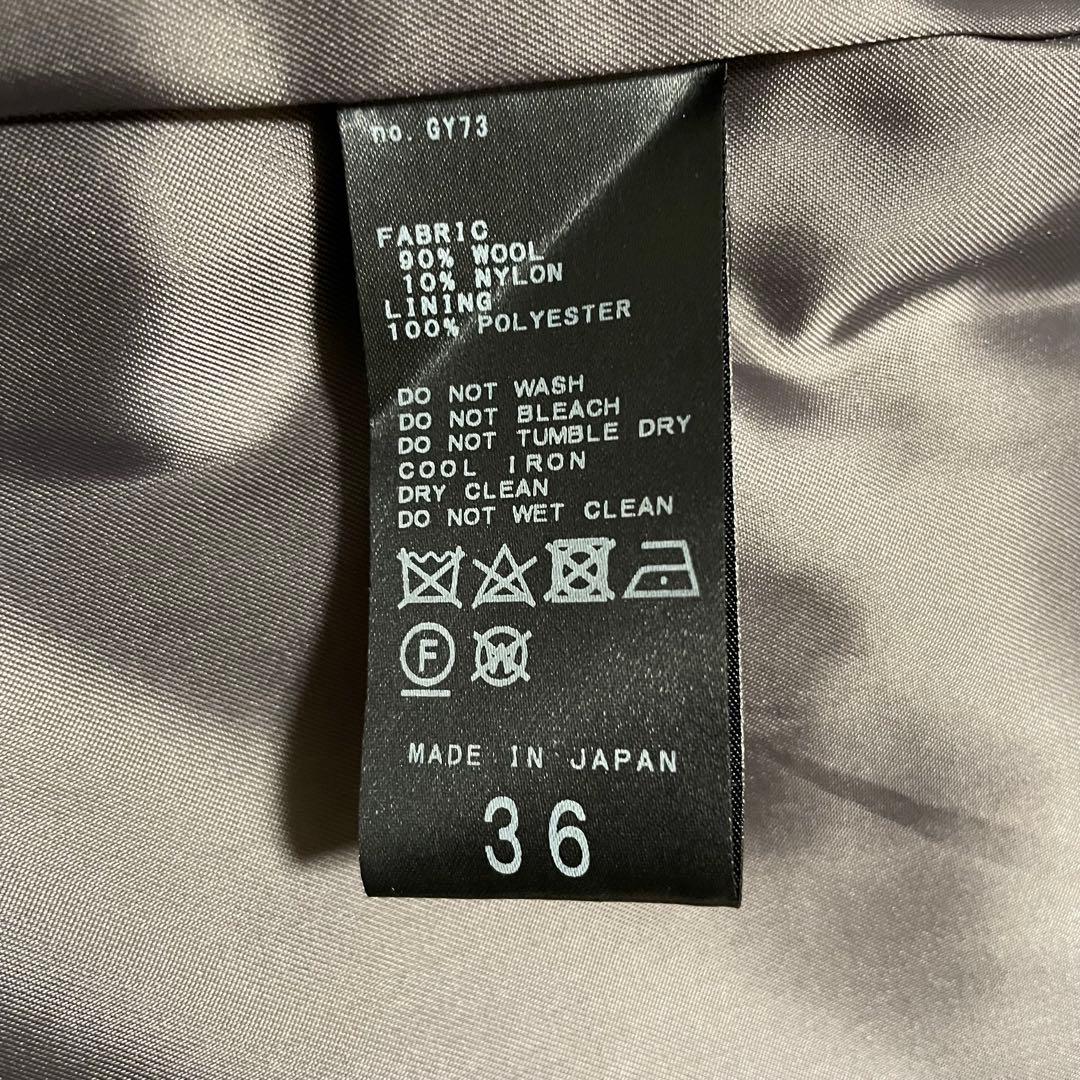 no. GY73
FABRIC
90% WOOL
10% NYLON
LINING
100% POLYESTER
DO NOT WASH
DO NOT BLEACH
DO NOT TUMBLE DRY
COOL IRON
DRY CLEAN
DO NOT WET CLEAN
F W
MADE IN JAPAN
36